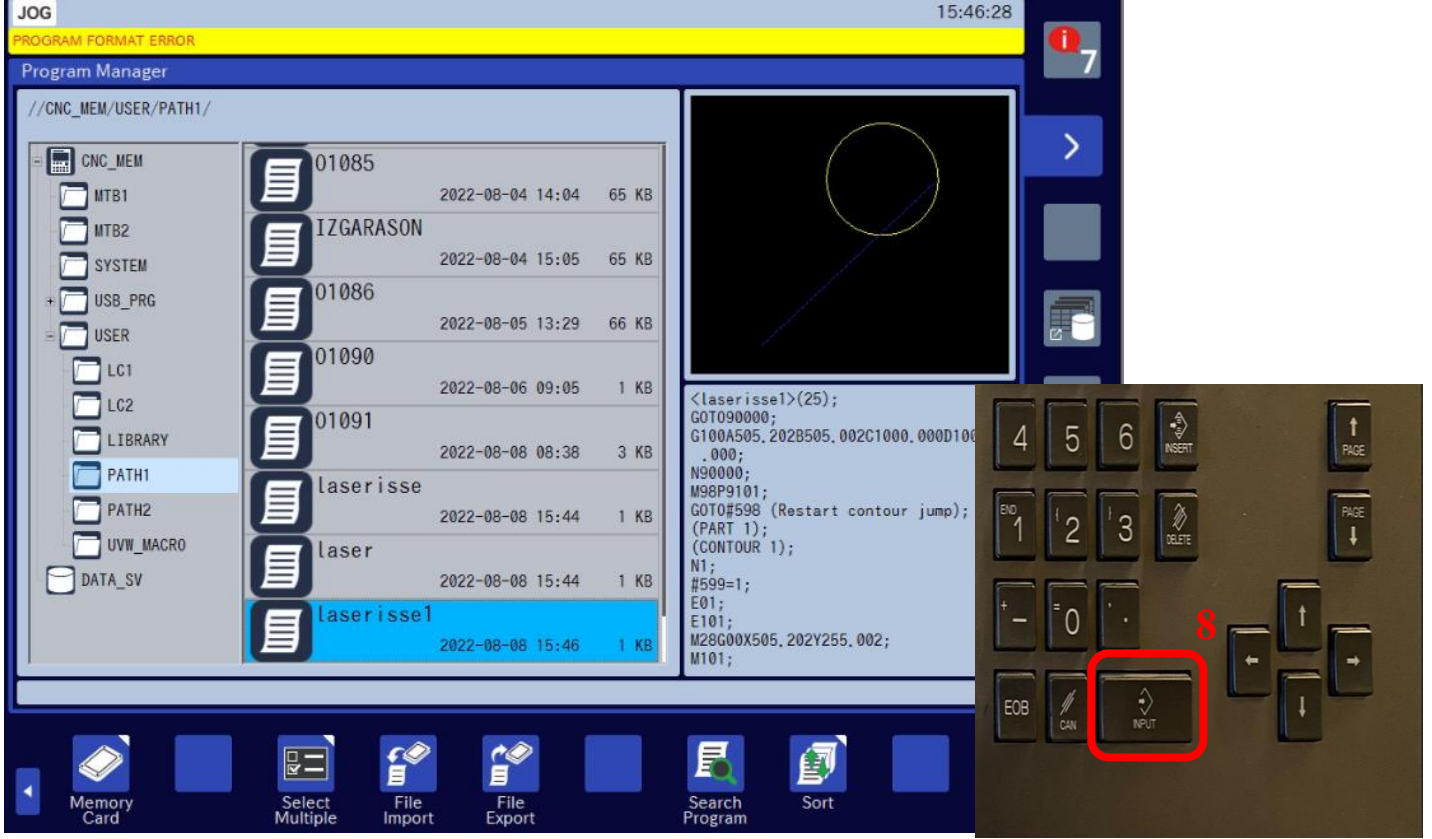 JOG
15:46:28
PROGRAM FORMAT ERROR
7
Program Manager
//CNC_MEM/USER/PATH1/
CNC_MEM
MTB1
MTB2
SYSTEM
USB_PRG
USER
LC1
LC2
LIBRARY
PATH1
PATH2
UVW_MACRO
DATA_SV
O1085
2022-08-04 14:04 65 KB
IZGARASON
2022-08-04 15:05 65 KB
O1086
2022-08-05 13:29 66 KB
O1090
2022-08-06 09:05 1 KB
O1091
2022-08-08 08:38 3 KB
laserisse
2022-08-08 15:44 1 KB
laser
2022-08-08 15:44 1 KB
laserisse1
2022-08-08 15:46 1 KB
<laserisse1>(25);
GOTO90000;
G100A505.202B505.002C1000.000D100
.000;
N90000;
M98P9101;
GOTO#598 (Restart contour jump);
(PART 1);
(CONTOUR 1);
N1;
#599=1;
E01;
E101;
M28G00X505.202Y255.002;
M101;
Memory
Card
Select
Multiple
File
Import
File
Export
Search
Program
Sort
4 5 6 INSERT
PAGE
END 1 { 2 } 3 DELETE
PAGE
+ - = 0 ' .
8
EOB CAN INPUT